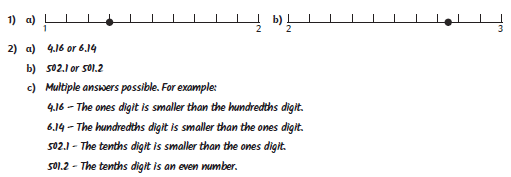 1) a) b)
1 2 2 3
2) a) 4.16 or 6.14
b) 502.1 or 501.2
c) Multiple answers possible. For example:
4.16 – The ones digit is smaller than the hundredths digit.
6.14 – The hundredths digit is smaller than the ones digit.
502.1 - The tenths digit is smaller than the ones digit.
501.2 - The tenths digit is an even number.